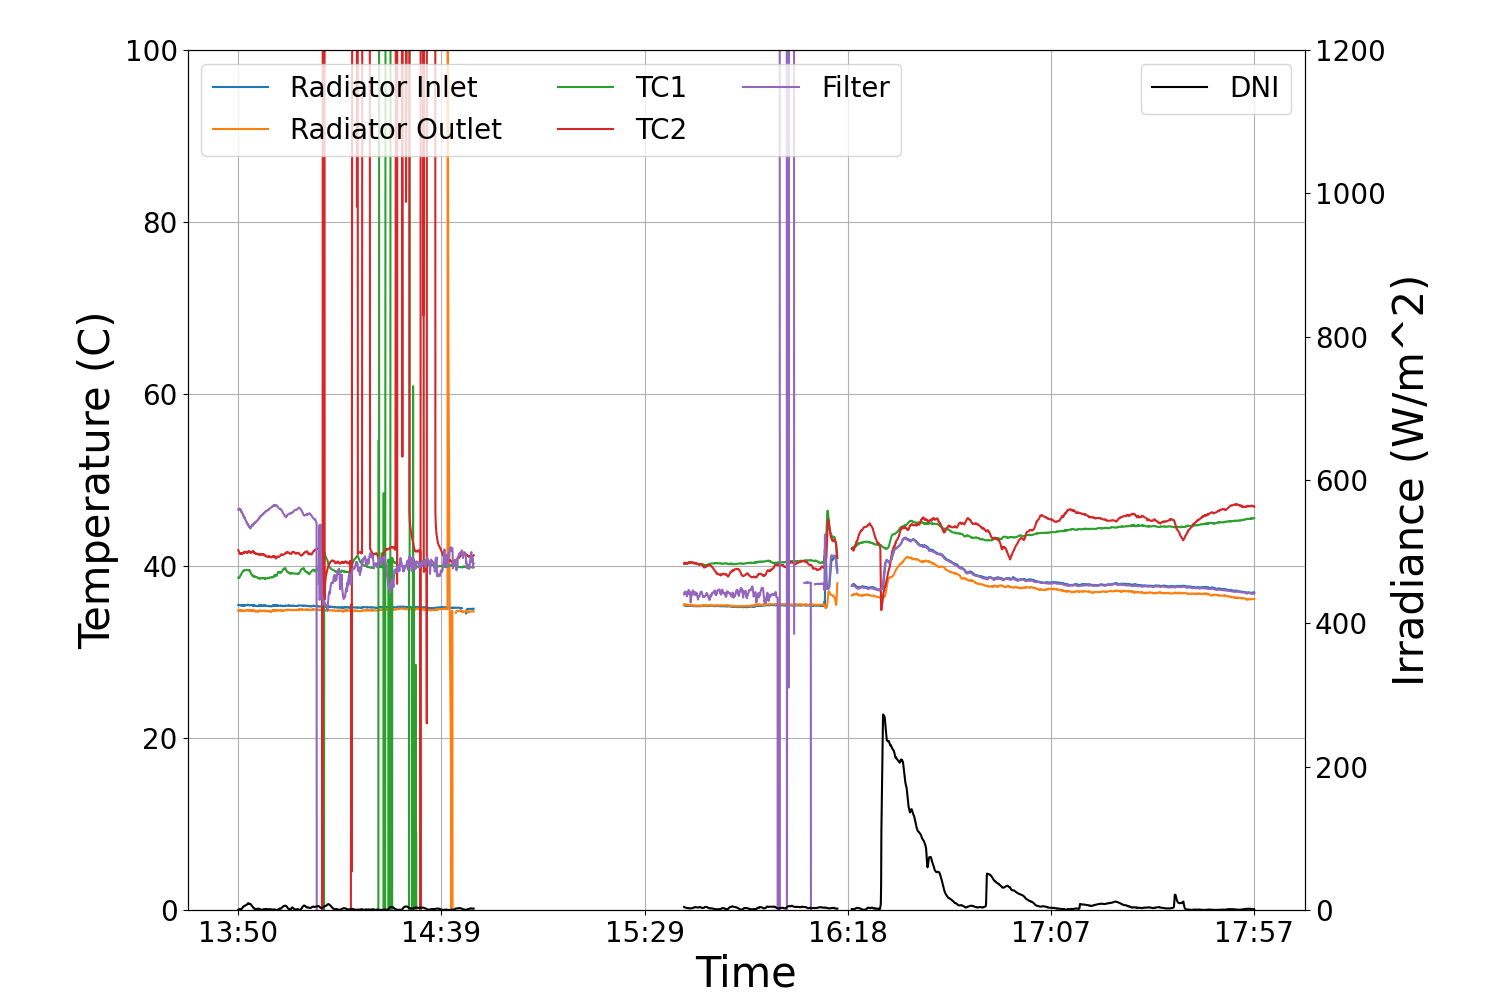 100
80
60
40
20
0
Temperature (C)
Radiator Inlet
Radiator Outlet
TC1
TC2
Filter
DNI
1200
1000
800
600
400
200
0
Irradiance (W/m^2)
13:50
14:39
15:29
16:18
17:07
17:57
Time